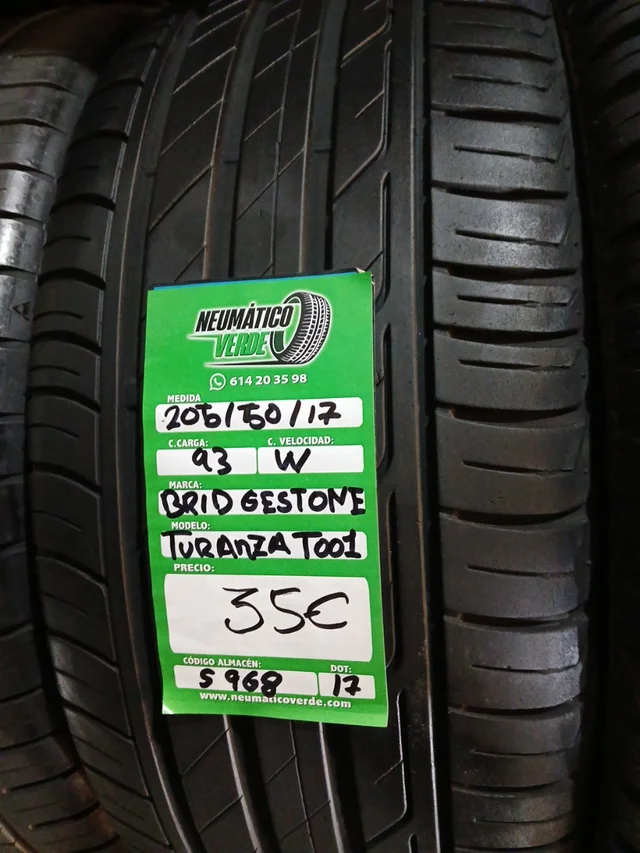 NEUMÁTICO
VERDE
614 20 35 98
MEDIDA
205/50/17
C.CARGA: C. VELOCIDAD:
93 W
MARCA:
BRIDGESTONE
MODELO:
TURANZA T001
PRECIO:
35€
CÓDIGO ALMACÉN: DOT:
S 968 17
www.neumaticoverde.com